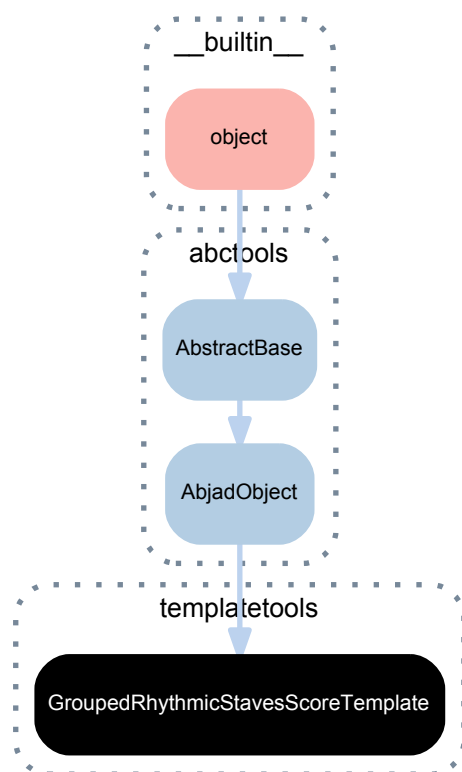 __builtin__
object
abctools
AbstractBase
AbjadObject
templatetools
GroupedRhythmicStavesScoreTemplate